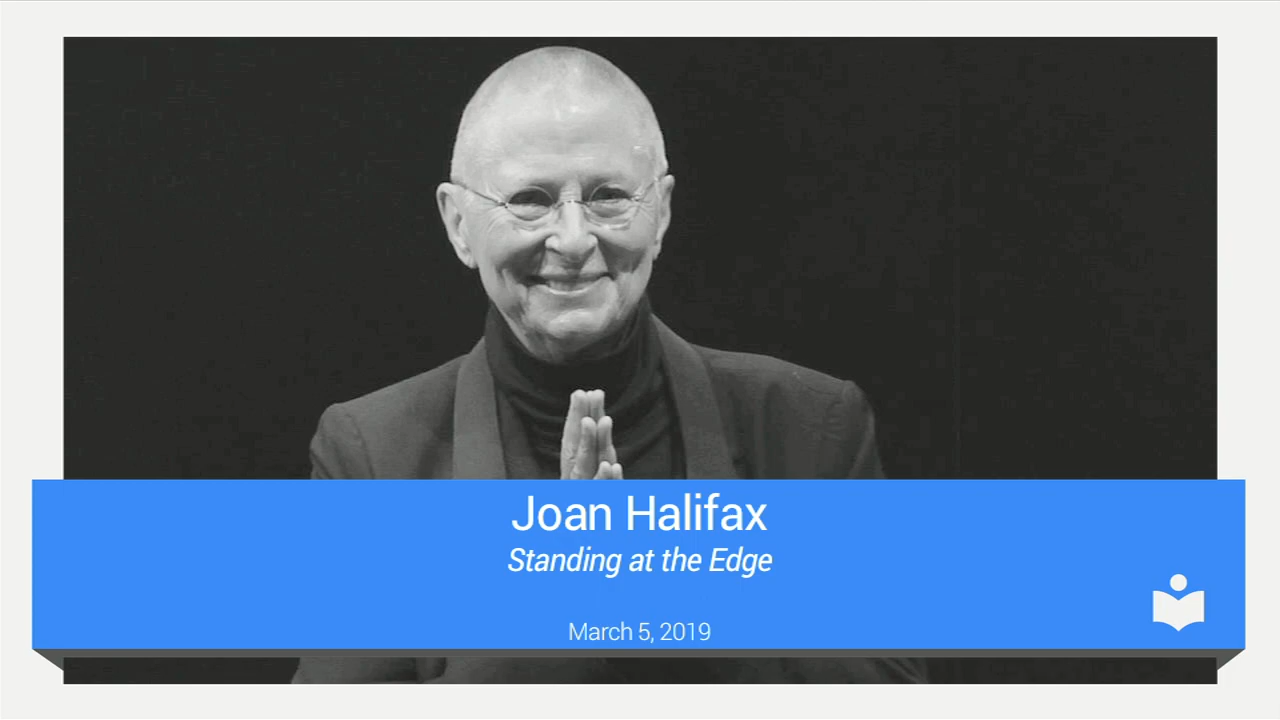 Joan Halifax
Standing at the Edge
March 5, 2019